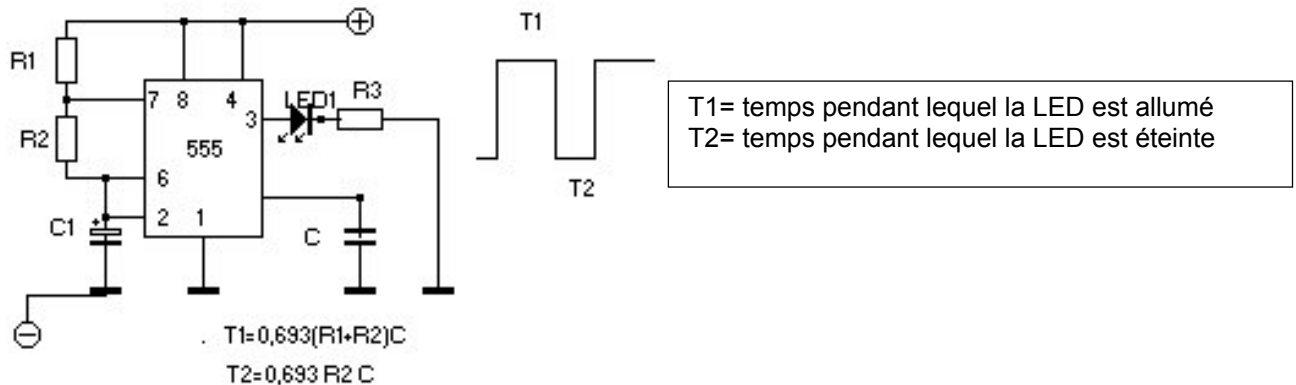 T1
R1
R3
LED1
7 8 4
3
R2
555
6
T1= temps pendant lequel la LED est allumé
T2= temps pendant lequel la LED est éteinte
T2
2 1
C1
+
C
. T1=0,693(R1+R2)C
T2=0,693 R2 C